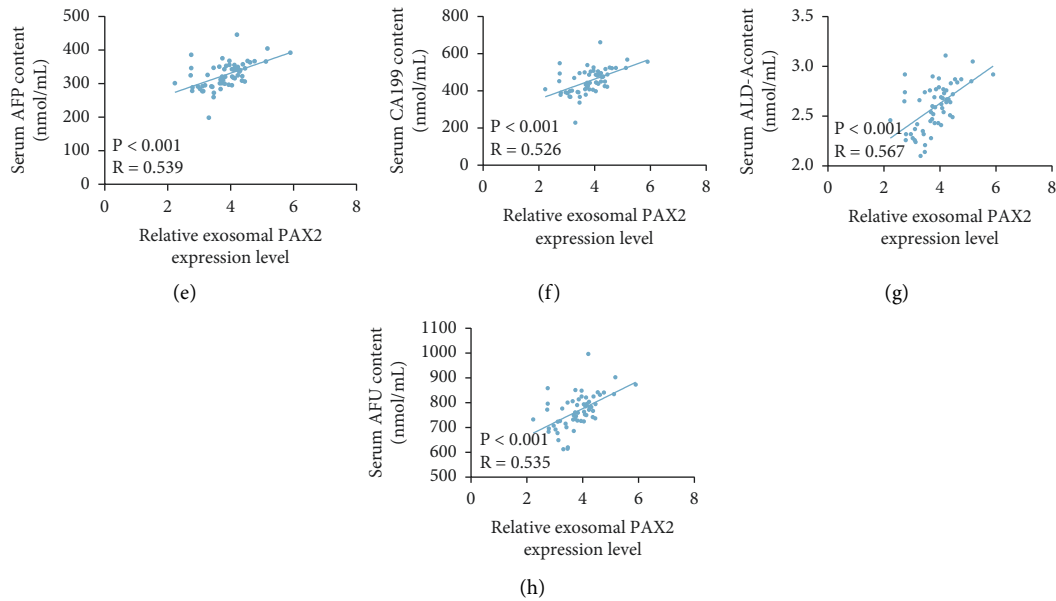 Serum AFP content
(nmol/mL)
500
400
300
200
100
0
P < 0.001
R = 0.539
0 2 4 6 8
Relative exosomal PAX2
expression level
(e)
Serum CA199 content
(nmol/mL)
800
600
400
200
0
P < 0.001
R = 0.526
0 2 4 6 8
Relative exosomal PAX2
expression level
(f)
Serum ALD- Acontent
(nmol/mL)
3.5
3.0
2.5
2.0
P < 0.001
R = 0.567
0 2 4 6 8
Relative exosomal PAX2
expression level
(g)
Serum AFU content
(nmol/mL)
1100
1000
900
800
700
600
500
P < 0.001
R = 0.535
0 2 4 6 8
Relative exosomal PAX2
expression level
(h)